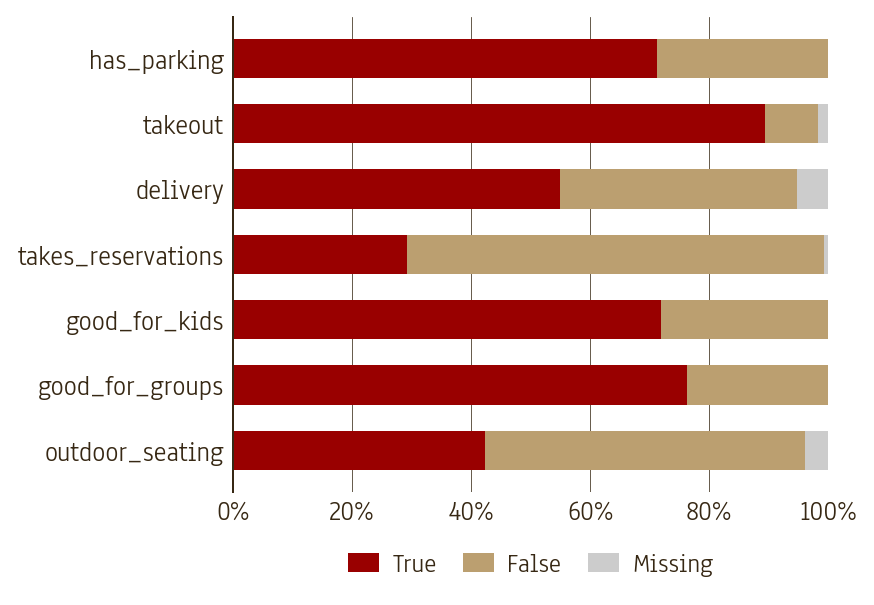 has_parking
takeout
delivery
takes_reservations
good_for_kids
good_for_groups
outdoor_seating
0% 20% 40% 60% 80% 100%
True False Missing